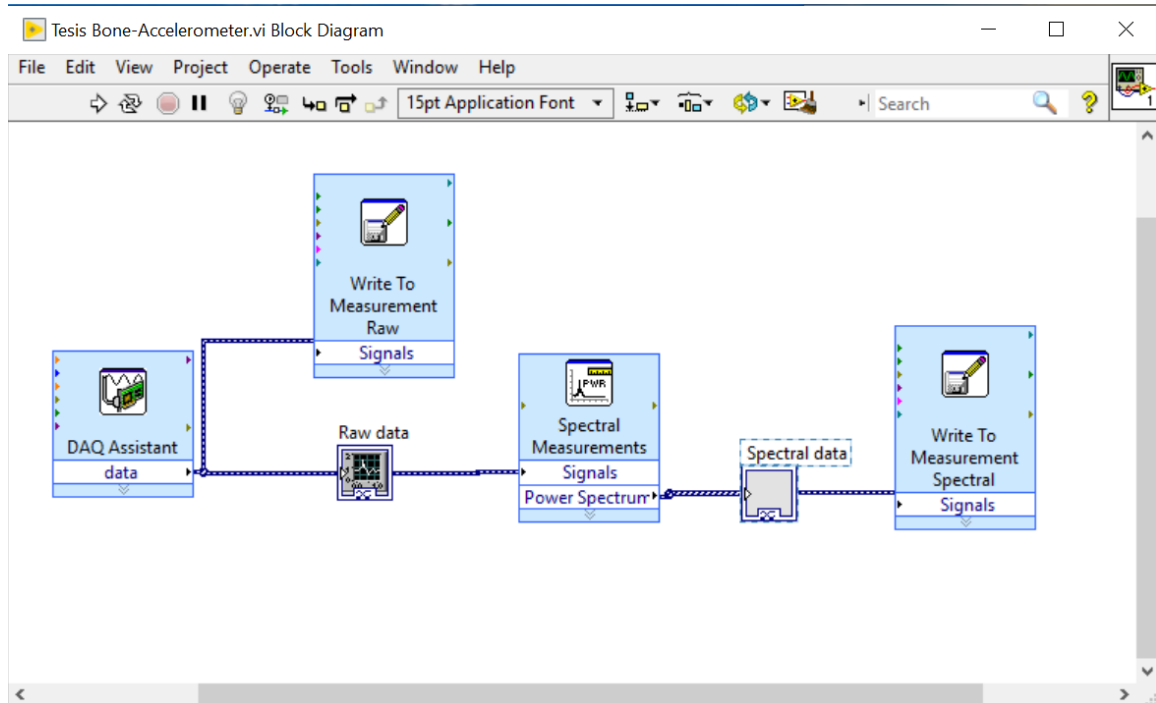 Tesis Bone-Accelerometer.vi Block Diagram
File Edit View Project Operate Tools Window Help
15pt Application Font
Search
1
Write To
Measurement
Raw
Signals
DAQ Assistant
data
Raw data
PWR
Spectral
Measurements
Signals
Power Spectrum
Spectral data
Write To
Measurement
Spectral
Signals